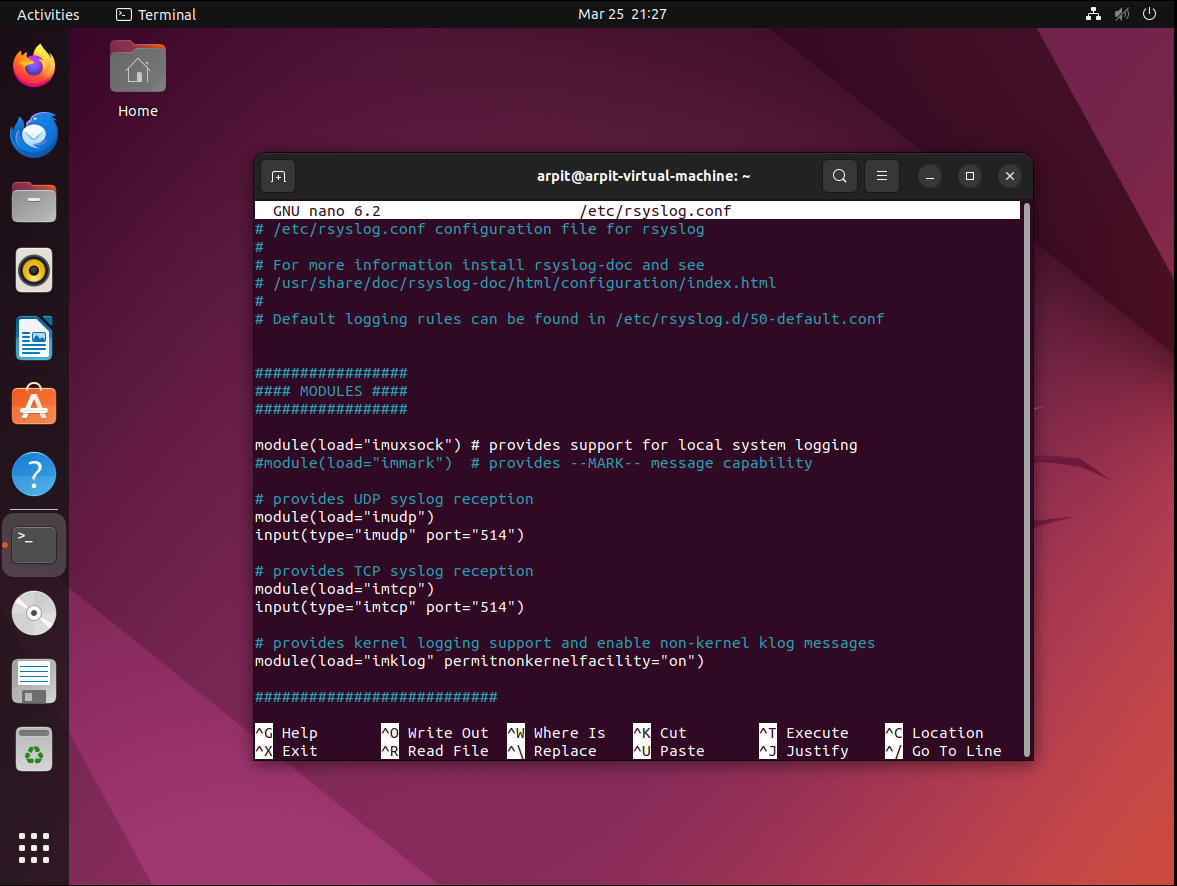 Activities
Terminal
Mar 25 21:27
Home
arpit@arpit-virtual-machine: ~
GNU nano 6.2 /etc/rsyslog.conf
# /etc/rsyslog.conf configuration file for rsyslog
#
# For more information install rsyslog-doc and see
# /usr/share/doc/rsyslog-doc/html/configuration/index.html
#
# Default logging rules can be found in /etc/rsyslog.d/50-default.conf
#################
#### MODULES ####
#################
module(load="imuxsock") # provides support for local system logging
#module(load="immark")  # provides --MARK-- message capability
# provides UDP syslog reception
module(load="imudp")
input(type="imudp" port="514")
# provides TCP syslog reception
module(load="imtcp")
input(type="imtcp" port="514")
# provides kernel logging support and enable non-kernel klog messages
module(load="imklog" permitnonkernelfacility="on")
###########################
^G Help ^O Write Out ^W Where Is ^K Cut ^T Execute ^C Location
^X Exit ^R Read File ^\ Replace ^U Paste ^J Justify ^/ Go To Line